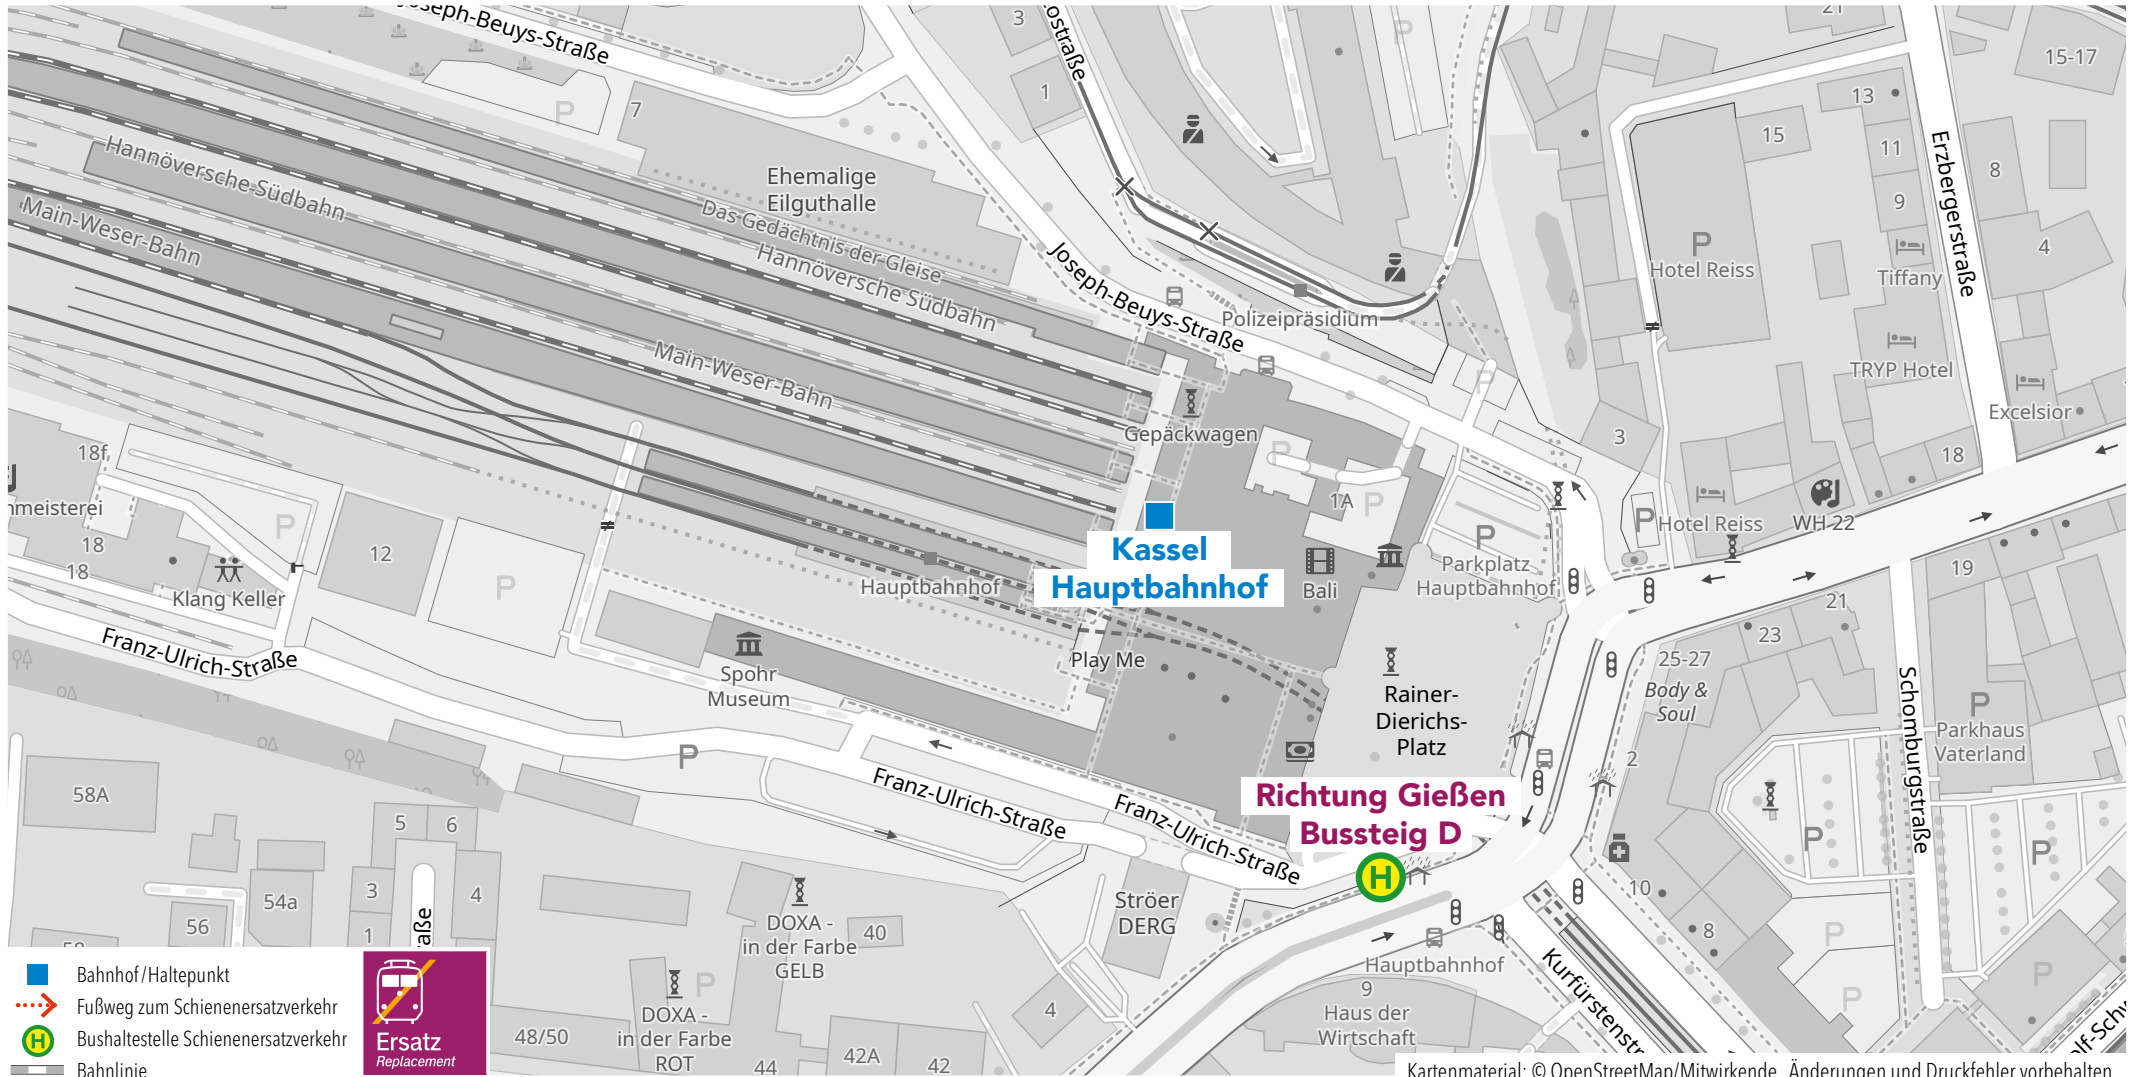 Joseph-Beuys-Straße
3
21
15-17
7
1
13
15
11
8
9
4
Erzbergerstraße
Hannöversche Südbahn
Main-Weser-Bahn
Ehemalige
Eilguthalle
Das Gedächtnis der Gleise
Hannöversche Südbahn
Joseph-Beuys-Straße
Polizeipräsidium
P
Hotel Reiss
Tiffany
TRYP Hotel
Excelsior
Main-Weser-Bahn
Gepäckwagen
P
P
P
1A
P
3
18
18f
18
18
P
12
P
Klang Keller
Hauptbahnhof
Kassel
Hauptbahnhof
Bali
P
Parkplatz
Hauptbahnhof
P
Hotel Reiss
WH 22
19
21
23
25-27
Body &
Soul
2
Franz-Ulrich-Straße
Spohr
Museum
Play Me
Rainer-
Dierichs-
Platz
Schomburgstraße
P
Parkhaus
Vaterland
58A
P
Franz-Ulrich-Straße
Franz-Ulrich-Straße
Richtung Gießen
Bussteig D
H
P
P
5
6
3
4
1
54a
56
Ströer
DERG
DOXA -
in der Farbe
GELB
40
10
8
P
P
P
Hauptbahnhof
9
Haus der
Wirtschaft
4
P
DOXA -
in der Farbe
ROT
48/50
44
42A
42
Bahnhof/Haltepunkt
Fußweg zum Schienenersatzverkehr
H
Bushaltestelle Schienenersatzverkehr
Bahnlinie
Ersatz
Replacement
Kartenmaterial: © OpenStreetMap/Mitwirkende Änderungen und Druckfehler vorbehalten